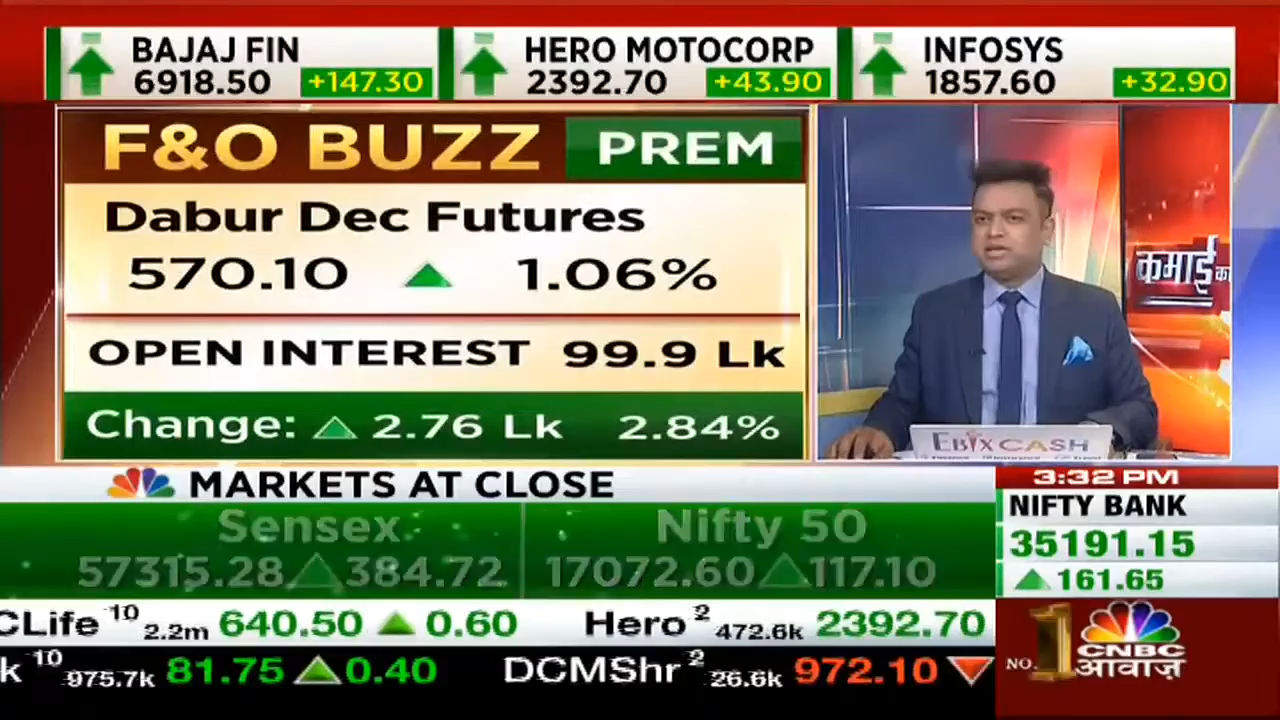 BAJAJ FIN
6918.50 +147.30
HERO MOTOCORP
2392.70 +43.90
INFOSYS
1857.60 +32.90
F&O BUZZ PREM
Dabur Dec Futures
570.10 1.06%
OPEN INTEREST 99.9 Lk
Change: 2.76 Lk 2.84%
कमाई का
EBIXCASH
MARKETS AT CLOSE
Sensex
57315.28 384.72
Nifty 50
17072.60 117.10
3:32 PM
NIFTY BANK
35191.15
161.65
CLife 10 2.2m 640.50 0.60 Hero 2 472.6k 2392.70
k 10 975.7k 81.75 0.40 DCMShr 2 26.6k 972.10
NO. 1 CNBC
आवाज़